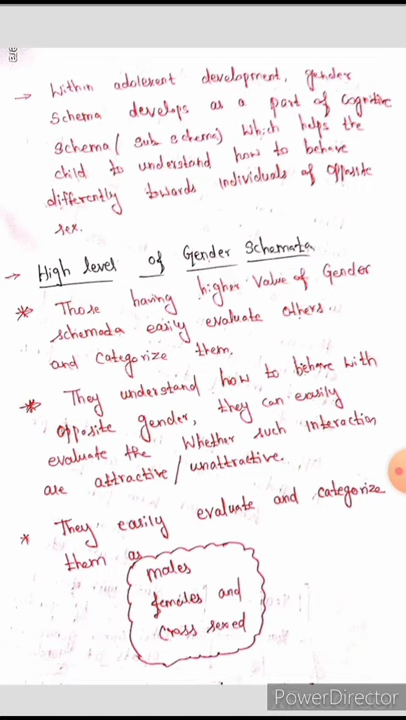 → Within adolescent development, gender
schema develops as a part of cognitive
schema/ sub schema) which helps the
child to understand how to behave
differently towards individuals of opposite
sex.
→ High level of Gender Schemata
* Those having higher value of Gender
schemada easily evaluate others
and categorize them.
* They understand how to behave with
opposite gender, they can easily
evaluate the whether such interaction
are attractive/unattractive.
* They easily evaluate and categorize
them as
males
females and
cross sexed
PowerDirector